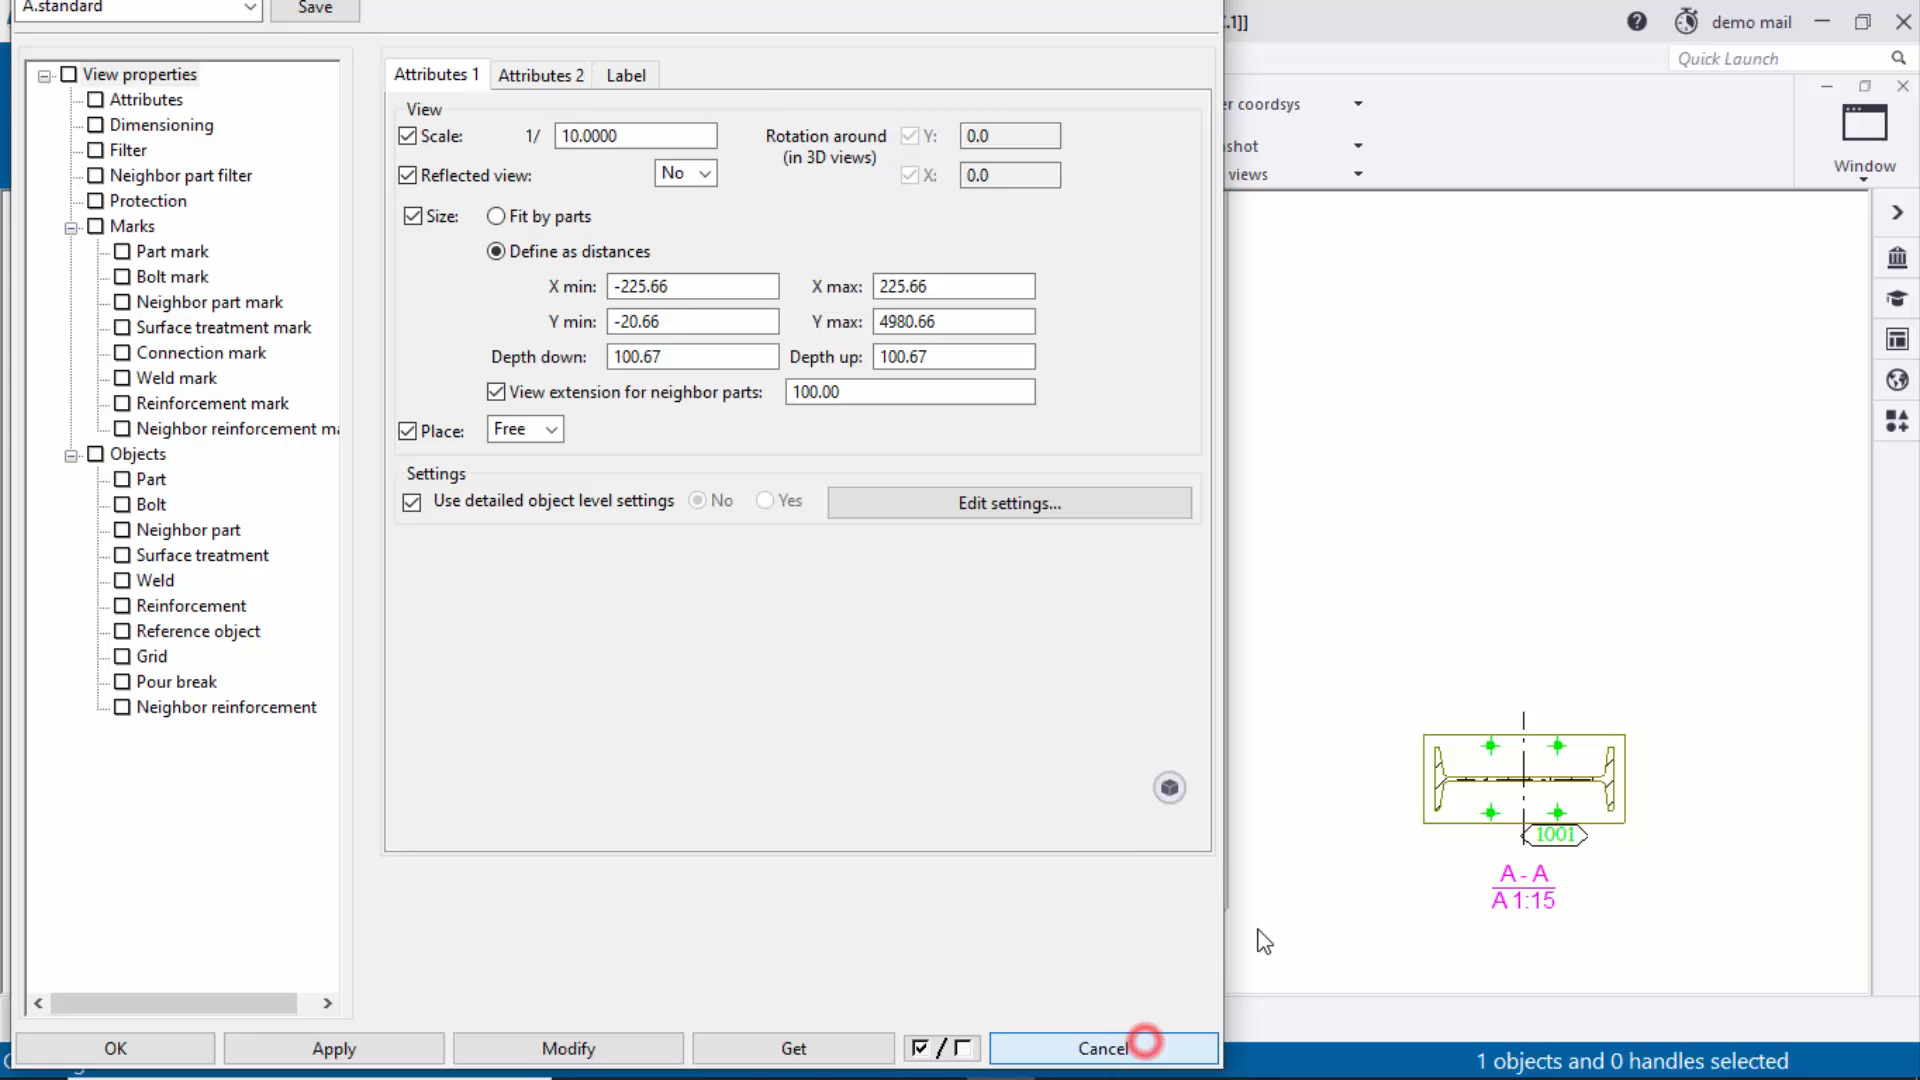 A.standard
Save
.1]]
demo mail
Quick Launch
View properties
Attributes
Dimensioning
Filter
Neighbor part filter
Protection
Marks
Part mark
Bolt mark
Neighbor part mark
Surface treatment mark
Connection mark
Weld mark
Reinforcement mark
Neighbor reinforcement ma
Objects
Part
Bolt
Neighbor part
Surface treatment
Weld
Reinforcement
Reference object
Grid
Pour break
Neighbor reinforcement
Attributes 1
Attributes 2
Label
View
Scale: 1/ 10.0000
Rotation around
(in 3D views)
Y: 0.0
X: 0.0
Reflected view: No
Size: Fit by parts
Define as distances
X min: -225.66 X max: 225.66
Y min: -20.66 Y max: 4980.66
Depth down: 100.67 Depth up: 100.67
View extension for neighbor parts: 100.00
Place: Free
Settings
Use detailed object level settings No Yes Edit settings...
er coordsys
shot
views
Window
1001
A - A
A 1:15
OK
Apply
Modify
Get
/
Cancel
1 objects and 0 handles selected